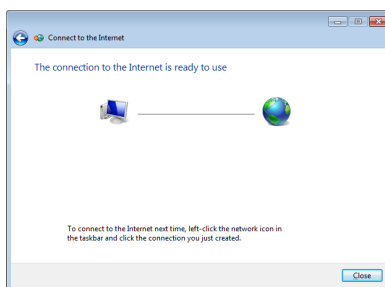 Connect to the Internet
The connection to the Internet is ready to use
To connect to the Internet next time, left-click the network icon in
the taskbar and click the connection you just created.
Close